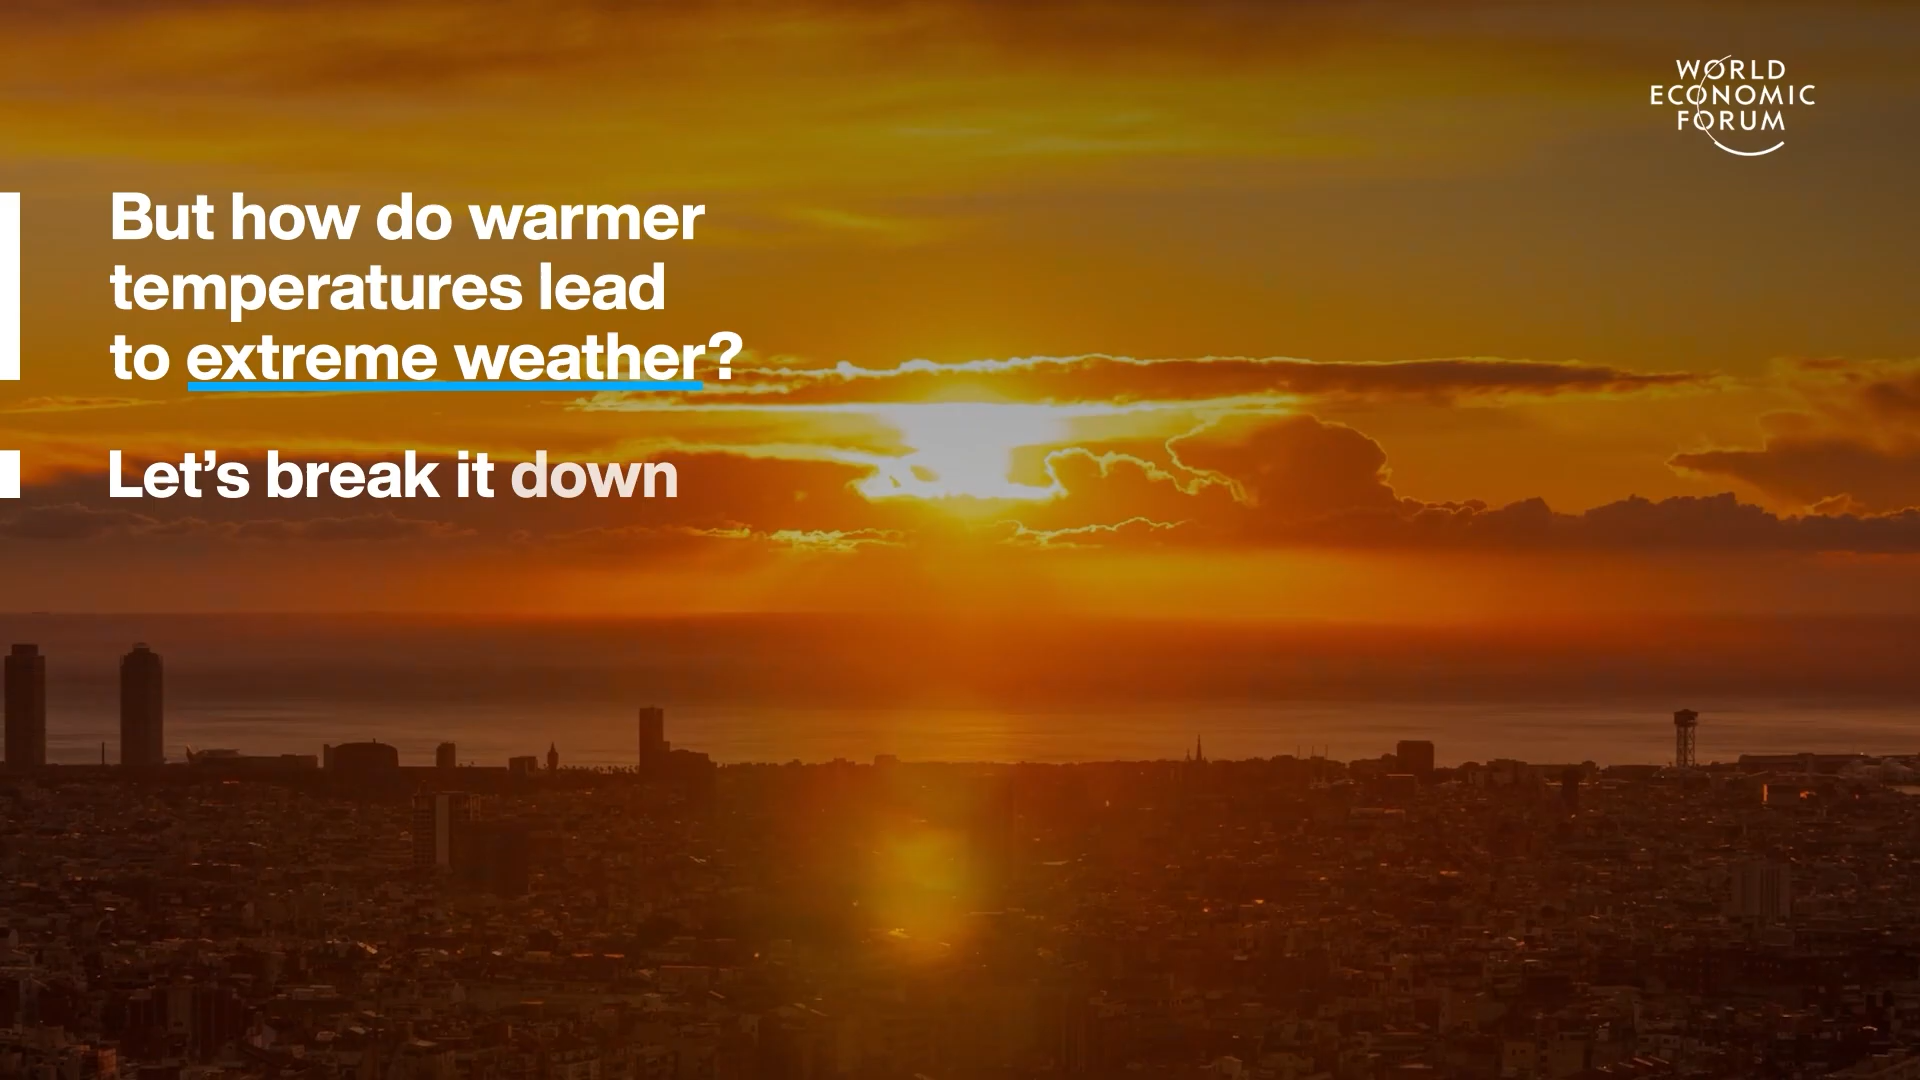 WORLD
ECONOMIC
FORUM
But how do warmer
temperatures lead
to extreme weather?
Let’s break it down